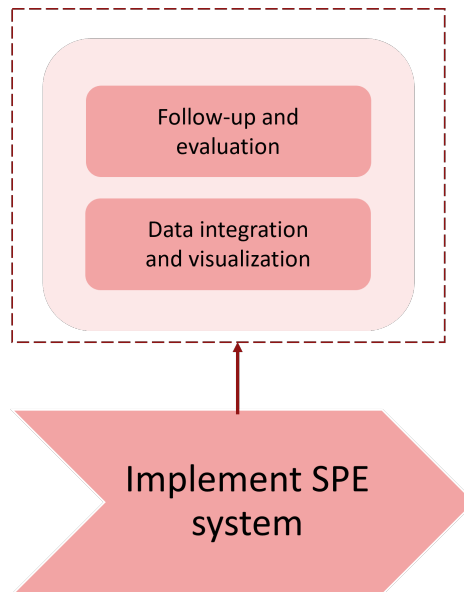 Follow-up and
evaluation
Data integration
and visualization
Implement SPE
system